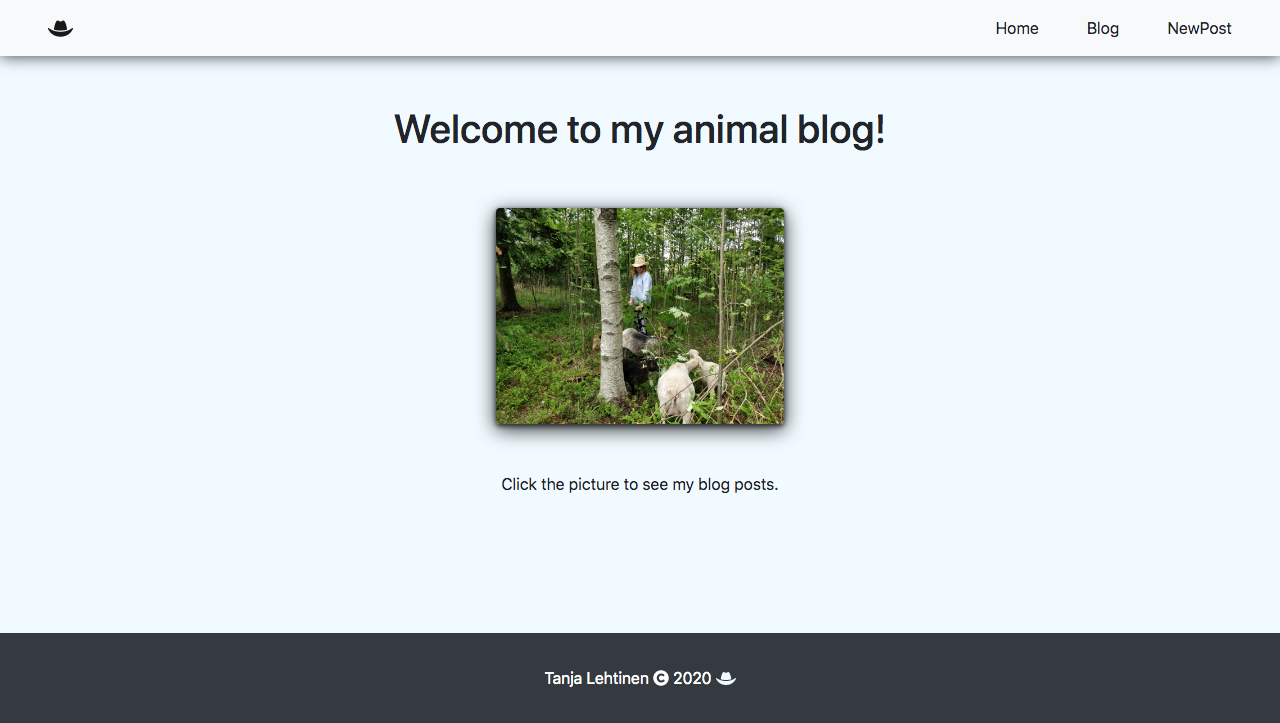 Home Blog NewPost
Welcome to my animal blog!
Click the picture to see my blog posts.
Tanja Lehtinen © 2020